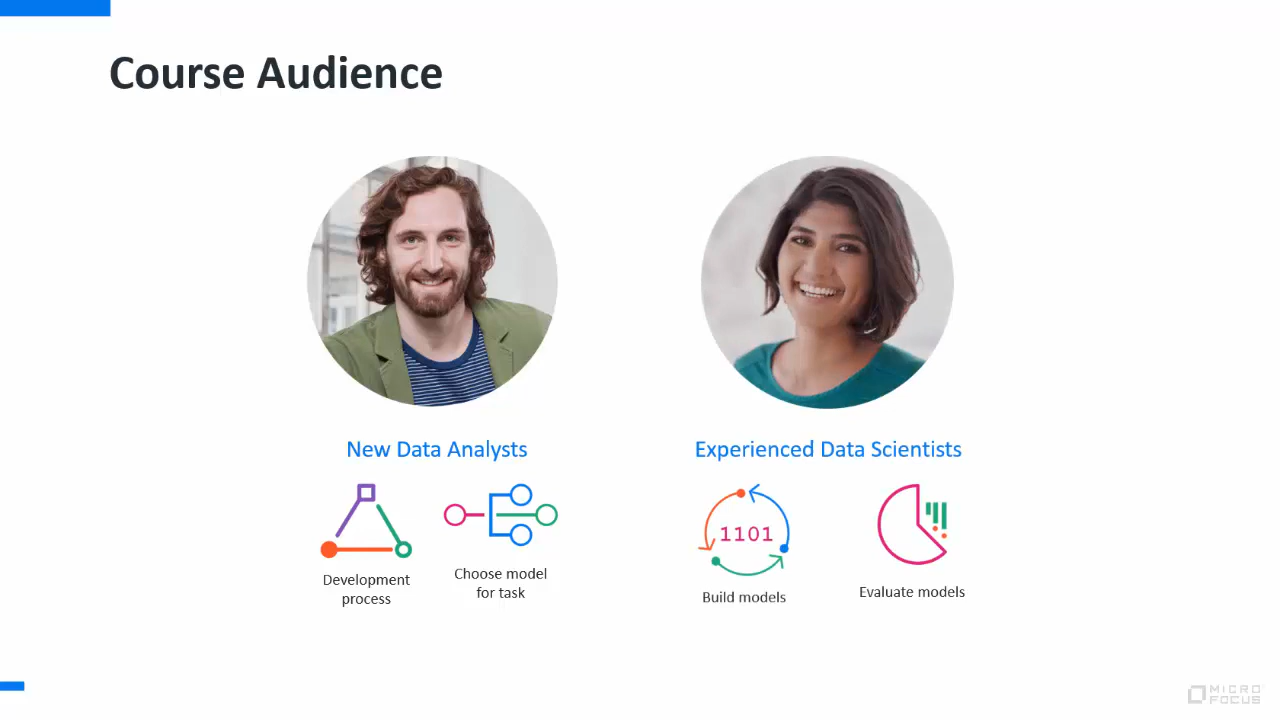 Course Audience
New Data Analysts
Experienced Data Scientists
Development
process
Choose model
for task
1101
Build models
Evaluate models
MICRO
FOCUS